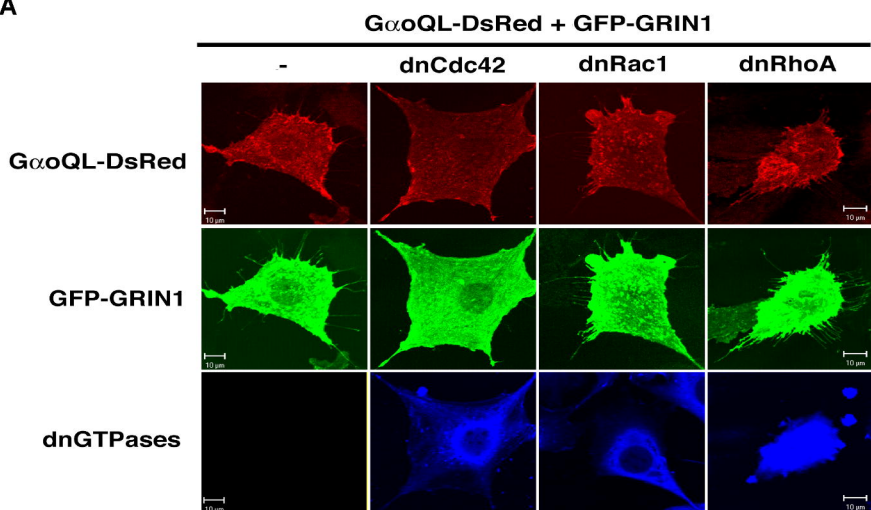 A
GαoQL-DsRed + GFP-GRIN1
- dnCdc42 dnRac1 dnRhoA
GαoQL-DsRed
10 µm 10 µm
GFP-GRIN1
10 µm 10 µm
dnGTPases
10 µm 10 µm